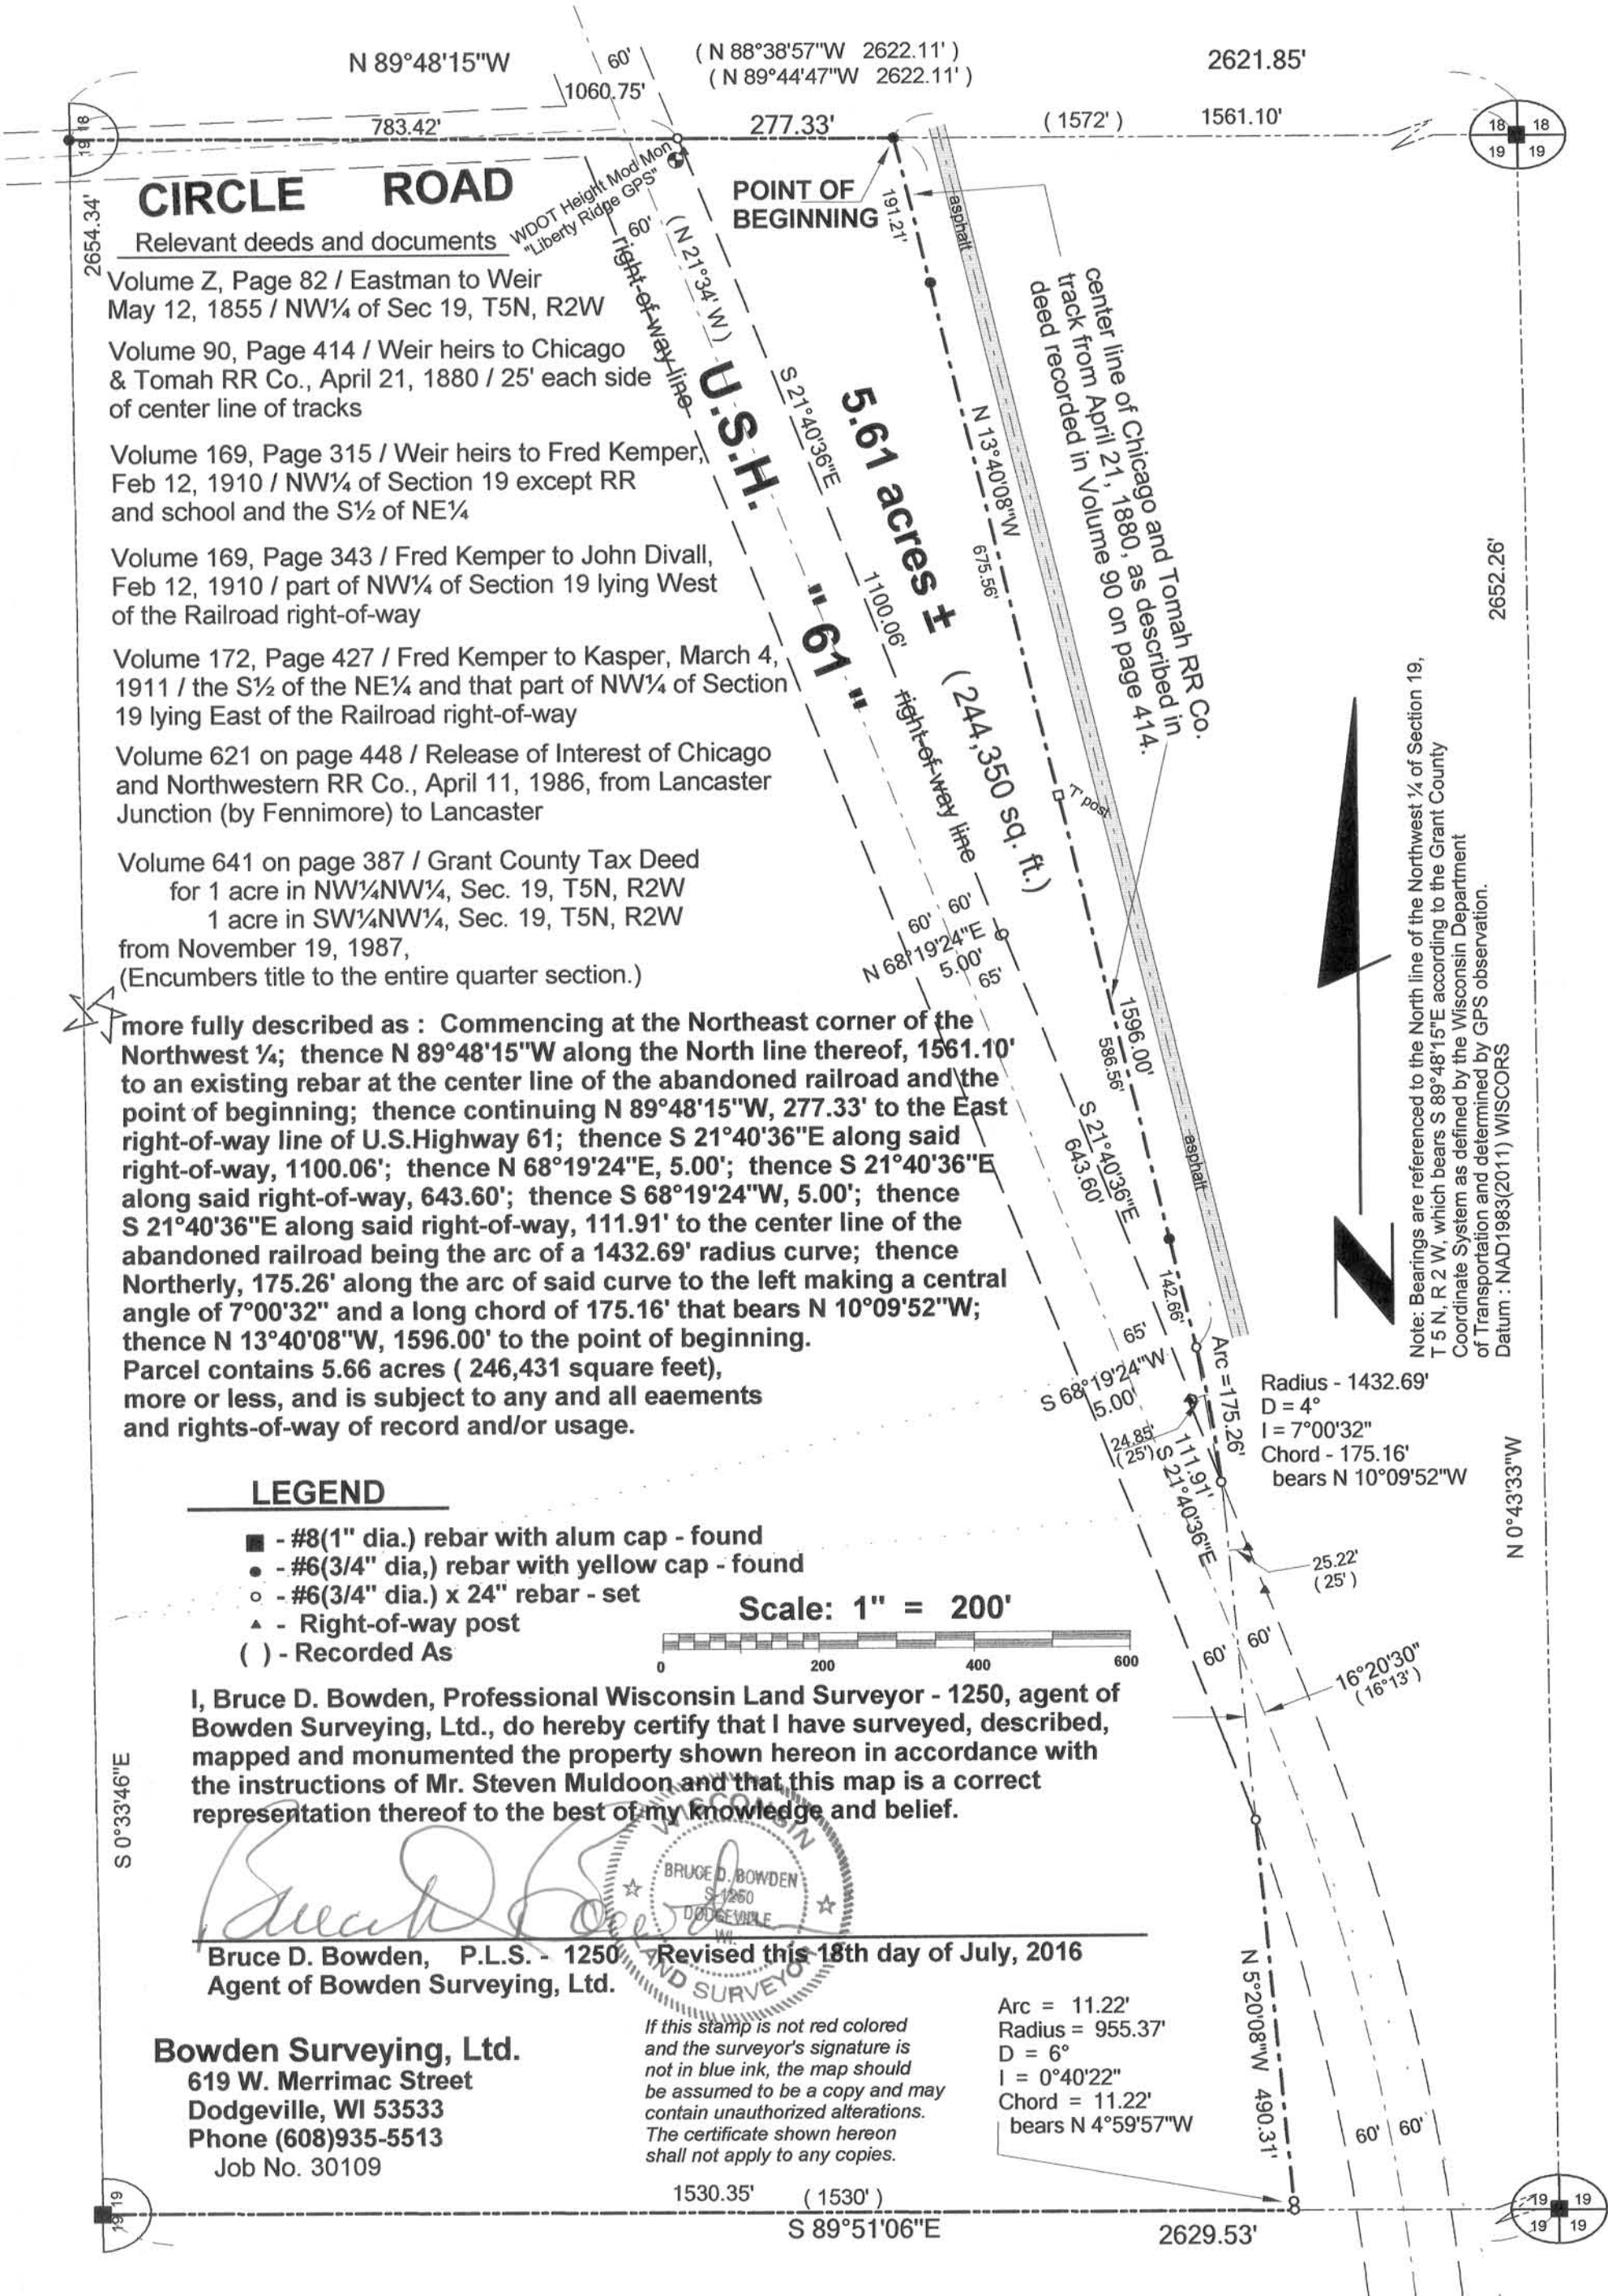 N 89°48'15"W
60'
( N 88°38'57"W 2622.11' )
( N 89°44'47"W 2622.11' )
2621.85'
1060.75'
783.42'
277.33'
( 1572' )
1561.10'
19 18
18 18
19 19
CIRCLE ROAD
WDOT Height Mod Mon
"Liberty Ridge GPS"
60'
right-of-way line
( N 21°34' W )
POINT OF
BEGINNING
191.21'
asphalt
2654.34'
Relevant deeds and documents
Volume Z, Page 82 / Eastman to Weir
May 12, 1855 / NW¼ of Sec 19, T5N, R2W
Volume 90, Page 414 / Weir heirs to Chicago
& Tomah RR Co., April 21, 1880 / 25' each side
of center line of tracks
Volume 169, Page 315 / Weir heirs to Fred Kemper,
Feb 12, 1910 / NW¼ of Section 19 except RR
and school and the S½ of NE¼
Volume 169, Page 343 / Fred Kemper to John Divall,
Feb 12, 1910 / part of NW¼ of Section 19 lying West
of the Railroad right-of-way
Volume 172, Page 427 / Fred Kemper to Kasper, March 4,
1911 / the S½ of the NE¼ and that part of NW¼ of Section
19 lying East of the Railroad right-of-way
Volume 621 on page 448 / Release of Interest of Chicago
and Northwestern RR Co., April 11, 1986, from Lancaster
Junction (by Fennimore) to Lancaster
Volume 641 on page 387 / Grant County Tax Deed
for 1 acre in NW¼NW¼, Sec. 19, T5N, R2W
1 acre in SW¼NW¼, Sec. 19, T5N, R2W
from November 19, 1987,
(Encumbers title to the entire quarter section.)
U.S.H. " 61 "
S 21°40'36"E
1100.06'
right-of-way line
5.61 acres ± ( 244,350 sq. ft.)
N 13°40'08"W
675.56'
center line of Chicago and Tomah RR Co.
track from April 21, 1880, as described in
deed recorded in Volume 90 on page 414.
'T' post
2652.26'
Note: Bearings are referenced to the North line of the Northwest ¼ of Section 19,
T 5 N, R 2 W, which bears S 89°48'15"E according to the Grant County
Coordinate System as defined by the Wisconsin Department
of Transportation and determined by GPS observation.
Datum : NAD1983(2011) WISCORS
60' 60'
N 68°19'24"E
5.00'
65'
1596.00'
586.56'
S 21°40'36"E
643.60'
asphalt
N
more fully described as : Commencing at the Northeast corner of the
Northwest ¼; thence N 89°48'15"W along the North line thereof, 1561.10'
to an existing rebar at the center line of the abandoned railroad and the
point of beginning; thence continuing N 89°48'15"W, 277.33' to the East
right-of-way line of U.S.Highway 61; thence S 21°40'36"E along said
right-of-way, 1100.06'; thence N 68°19'24"E, 5.00'; thence S 21°40'36"E
along said right-of-way, 643.60'; thence S 68°19'24"W, 5.00'; thence
S 21°40'36"E along said right-of-way, 111.91' to the center line of the
abandoned railroad being the arc of a 1432.69' radius curve; thence
Northerly, 175.26' along the arc of said curve to the left making a central
angle of 7°00'32" and a long chord of 175.16' that bears N 10°09'52"W;
thence N 13°40'08"W, 1596.00' to the point of beginning.
Parcel contains 5.66 acres ( 246,431 square feet),
more or less, and is subject to any and all eaements
and rights-of-way of record and/or usage.
142.66'
65'
S 68°19'24"W
5.00'
24.85'
( 25')
111.91'
S 21°40'36"E
Arc =175.26'
Radius - 1432.69'
D = 4°
I = 7°00'32"
Chord - 175.16'
bears N 10°09'52"W
N 0°43'33"W
25.22'
( 25' )
60' 60'
16°20'30"
( 16°13' )
LEGEND
- #8(1" dia.) rebar with alum cap - found
- #6(3/4" dia,) rebar with yellow cap - found
- #6(3/4" dia.) x 24" rebar - set
- Right-of-way post
( ) - Recorded As
Scale: 1" = 200'
0 200 400 600
I, Bruce D. Bowden, Professional Wisconsin Land Surveyor - 1250, agent of
Bowden Surveying, Ltd., do hereby certify that I have surveyed, described,
mapped and monumented the property shown hereon in accordance with
the instructions of Mr. Steven Muldoon and that this map is a correct
representation thereof to the best of my knowledge and belief.
S 0°33'46"E
Bruce D. Bowden
WISCONSIN
BRUCE D. BOWDEN
S-1250
DODGEVILLE
WI.
LAND SURVEYOR
Bruce D. Bowden, P.L.S. - 1250 Revised this 18th day of July, 2016
Agent of Bowden Surveying, Ltd.
Bowden Surveying, Ltd.
619 W. Merrimac Street
Dodgeville, WI 53533
Phone (608)935-5513
Job No. 30109
If this stamp is not red colored
and the surveyor's signature is
not in blue ink, the map should
be assumed to be a copy and may
contain unauthorized alterations.
The certificate shown hereon
shall not apply to any copies.
Arc = 11.22'
Radius = 955.37'
D = 6°
I = 0°40'22"
Chord = 11.22'
bears N 4°59'57"W
N 5°20'08"W 490.31'
60' 60'
19 19
1530.35' ( 1530' )
S 89°51'06"E
2629.53'
19 19
19 19